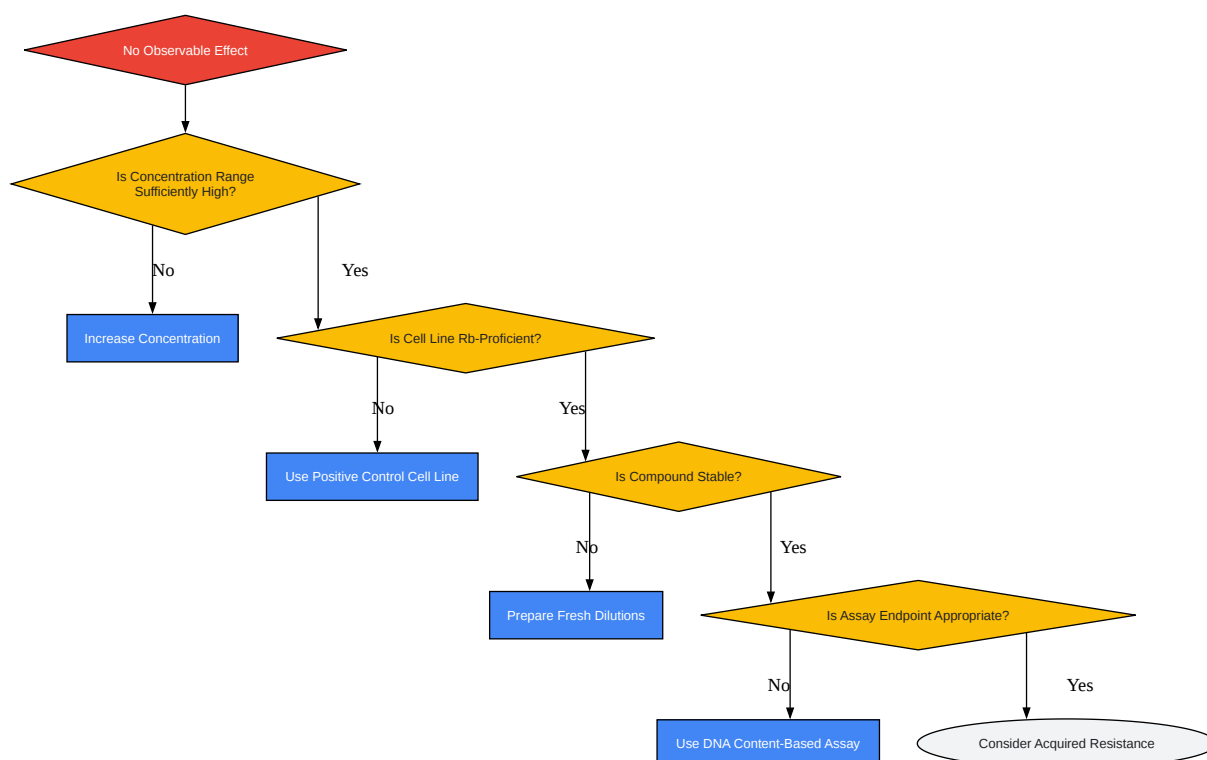 No Observable Effect
Is Concentration Range
Sufficiently High?
No
Yes
Increase Concentration
Is Cell Line Rb-Proficient?
No
Yes
Use Positive Control Cell Line
Is Compound Stable?
No
Yes
Prepare Fresh Dilutions
Is Assay Endpoint Appropriate?
No
Yes
Use DNA Content-Based Assay
Consider Acquired Resistance